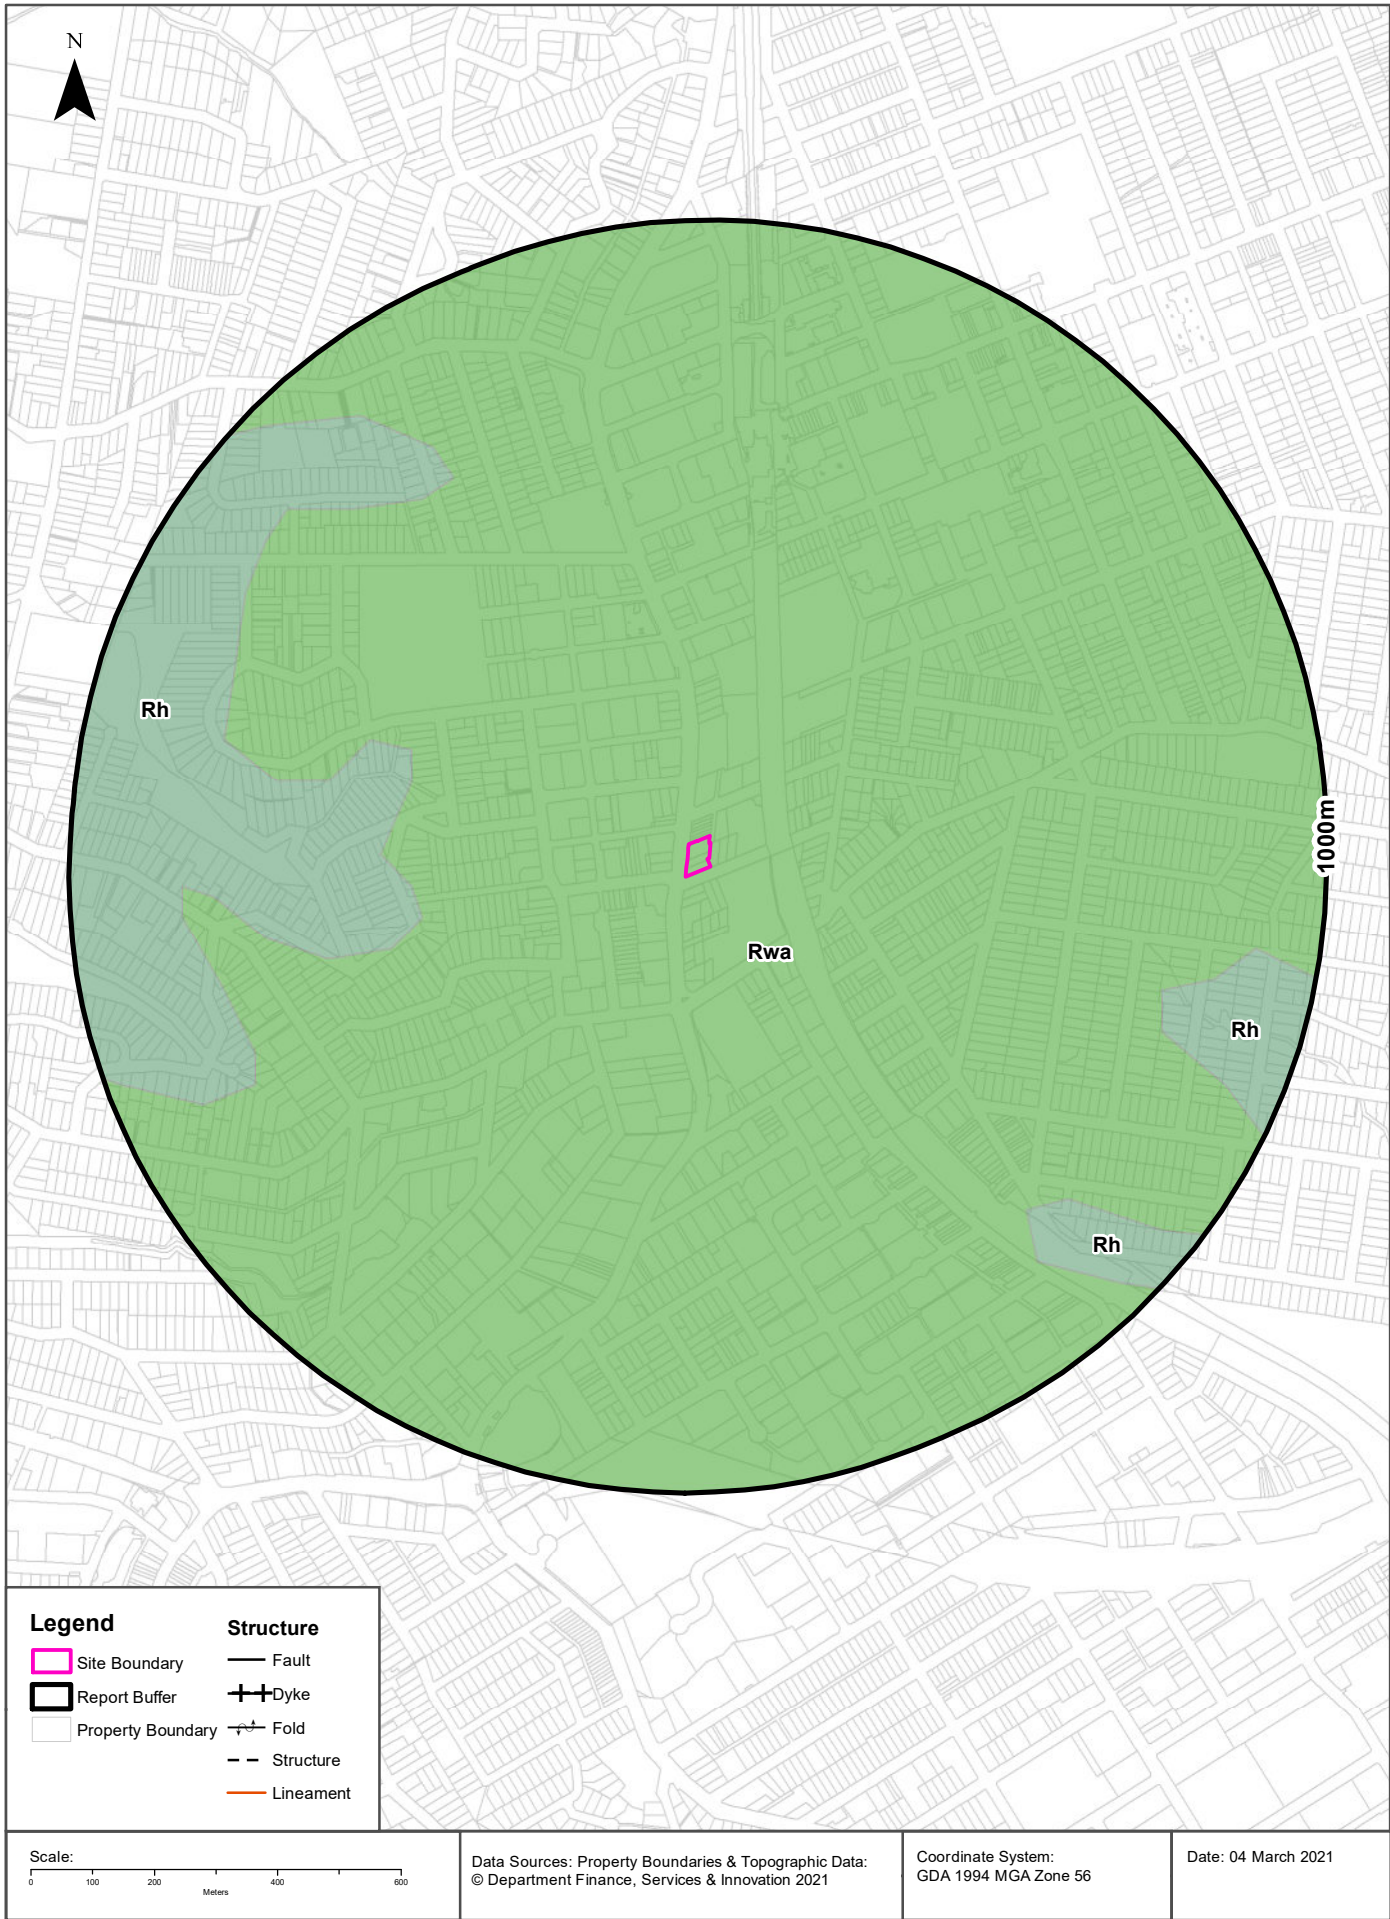 N
Rh
1000m
Rwa
Rh
Rh
Legend
Site Boundary
Report Buffer
Property Boundary
Structure
Fault
Dyke
Fold
Structure
Lineament
Scale:
0 100 200 400 600
Meters
Data Sources: Property Boundaries & Topographic Data:
© Department Finance, Services & Innovation 2021
Coordinate System:
GDA 1994 MGA Zone 56
Date: 04 March 2021